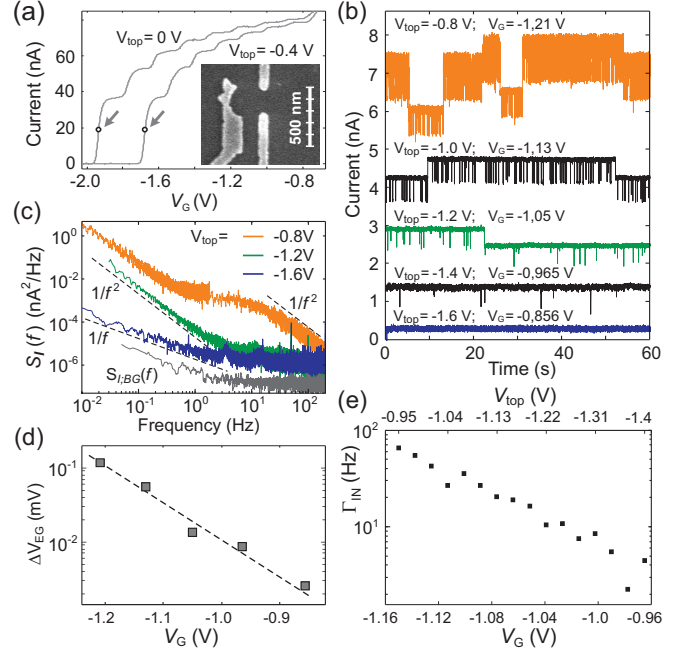 (a)
80
60
40
20
0
Current (nA)
V_top = 0 V
V_top = -0.4 V
500 nm
-2.0 -1.6 -1.2 -0.8
V_G (V)
(b)
8
7
6
5
4
3
2
1
0
Current (nA)
V_top = -0.8 V; V_G = -1,21 V
V_top = -1.0 V; V_G = -1,13 V
V_top = -1.2 V; V_G = -1,05 V
V_top = -1.4 V; V_G = -0,965 V
V_top = -1.6 V; V_G = -0,856 V
0 20 40 60
Time (s)
(c)
10^0
10^-2
10^-4
10^-6
S_I (f) (nA^2/Hz)
V_top =
-0.8V
-1.2V
-1.6V
1/f^2
1/f^2
1/f
S_I;BG(f)
10^-2 10^-1 10^0 10^1 10^2
Frequency (Hz)
(d)
10^-1
10^-2
ΔV_EG (mV)
-1.2 -1.1 -1.0 -0.9
V_G (V)
(e)
V_top (V)
-0.95 -1.04 -1.13 -1.22 -1.31 -1.4
10^2
10^1
Γ_IN (Hz)
-1.16 -1.12 -1.08 -1.04 -1.0 -0.96
V_G (V)